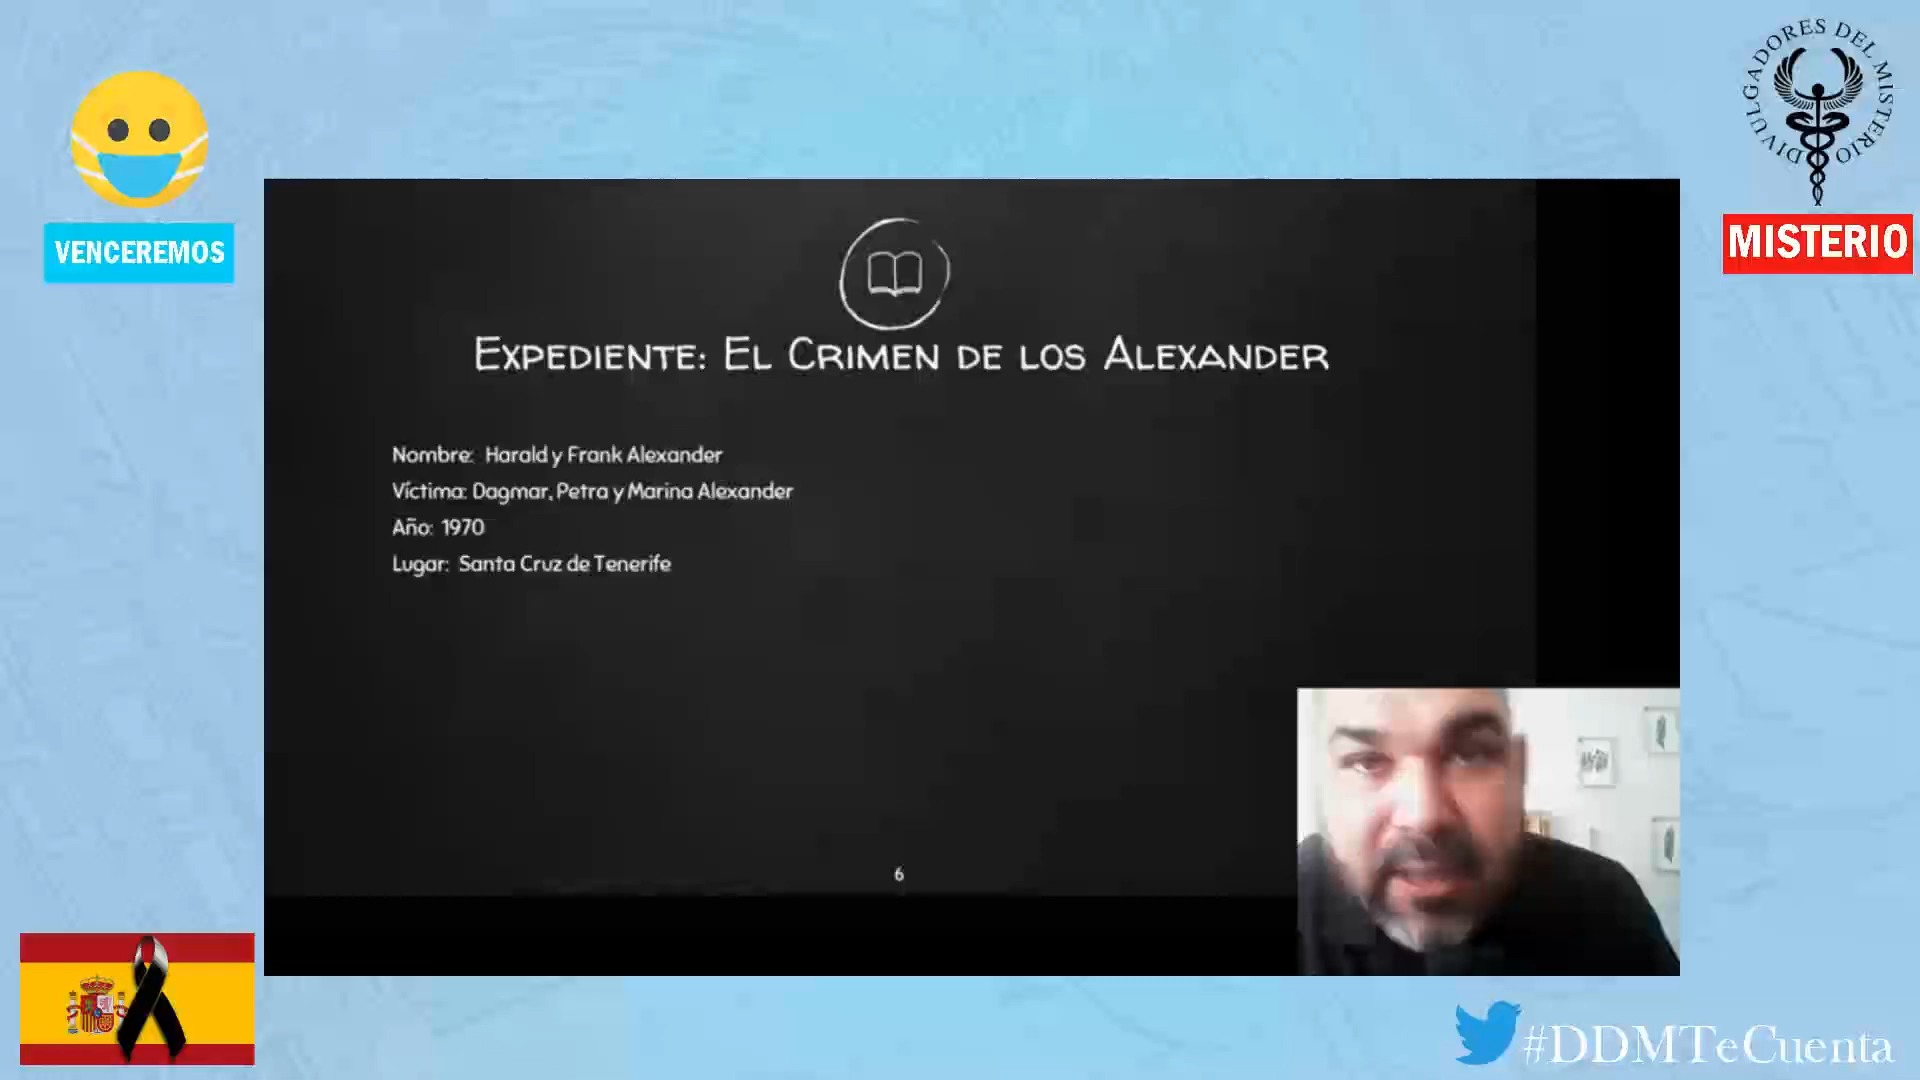 DIVULGADORES DEL MISTERIO
VENCEREMOS
MISTERIO
Expediente: El Crimen de los Alexander
Nombre: Harald y Frank Alexander
Víctima: Dagmar, Petra y Marina Alexander
Año: 1970
Lugar: Santa Cruz de Tenerife
6
#DDMTeCuenta